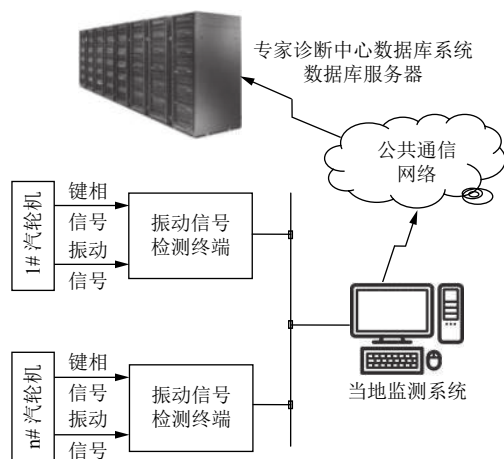 专家诊断中心数据库系统
数据库服务器
公共通信
网络
1#汽轮机
键相
信号
振动
信号
振动信号
检测终端
当地监测系统
n#汽轮机
键相
信号
振动
信号
振动信号
检测终端